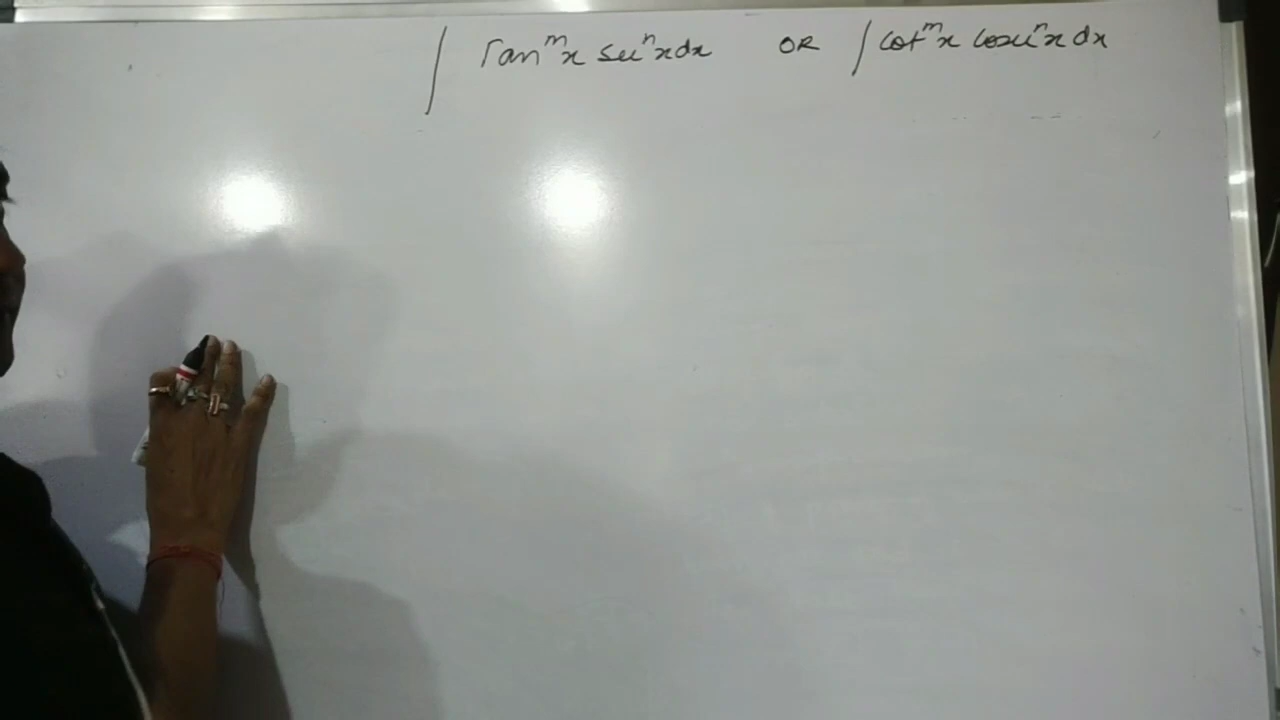 ∫ Tan^m x sec^n x dx OR ∫ cot^m x cosec^n x dx